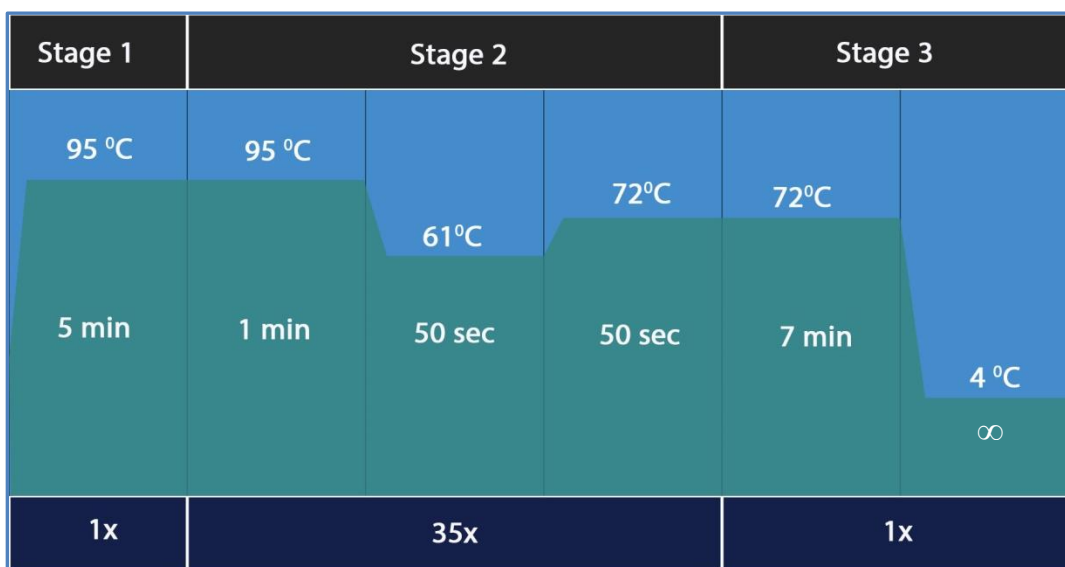 Stage 1
Stage 2
Stage 3
95 ⁰C
95 ⁰C
61⁰C
72⁰C
72⁰C
4 ⁰C
5 min
1 min
50 sec
50 sec
7 min
∞
1x
35x
1x